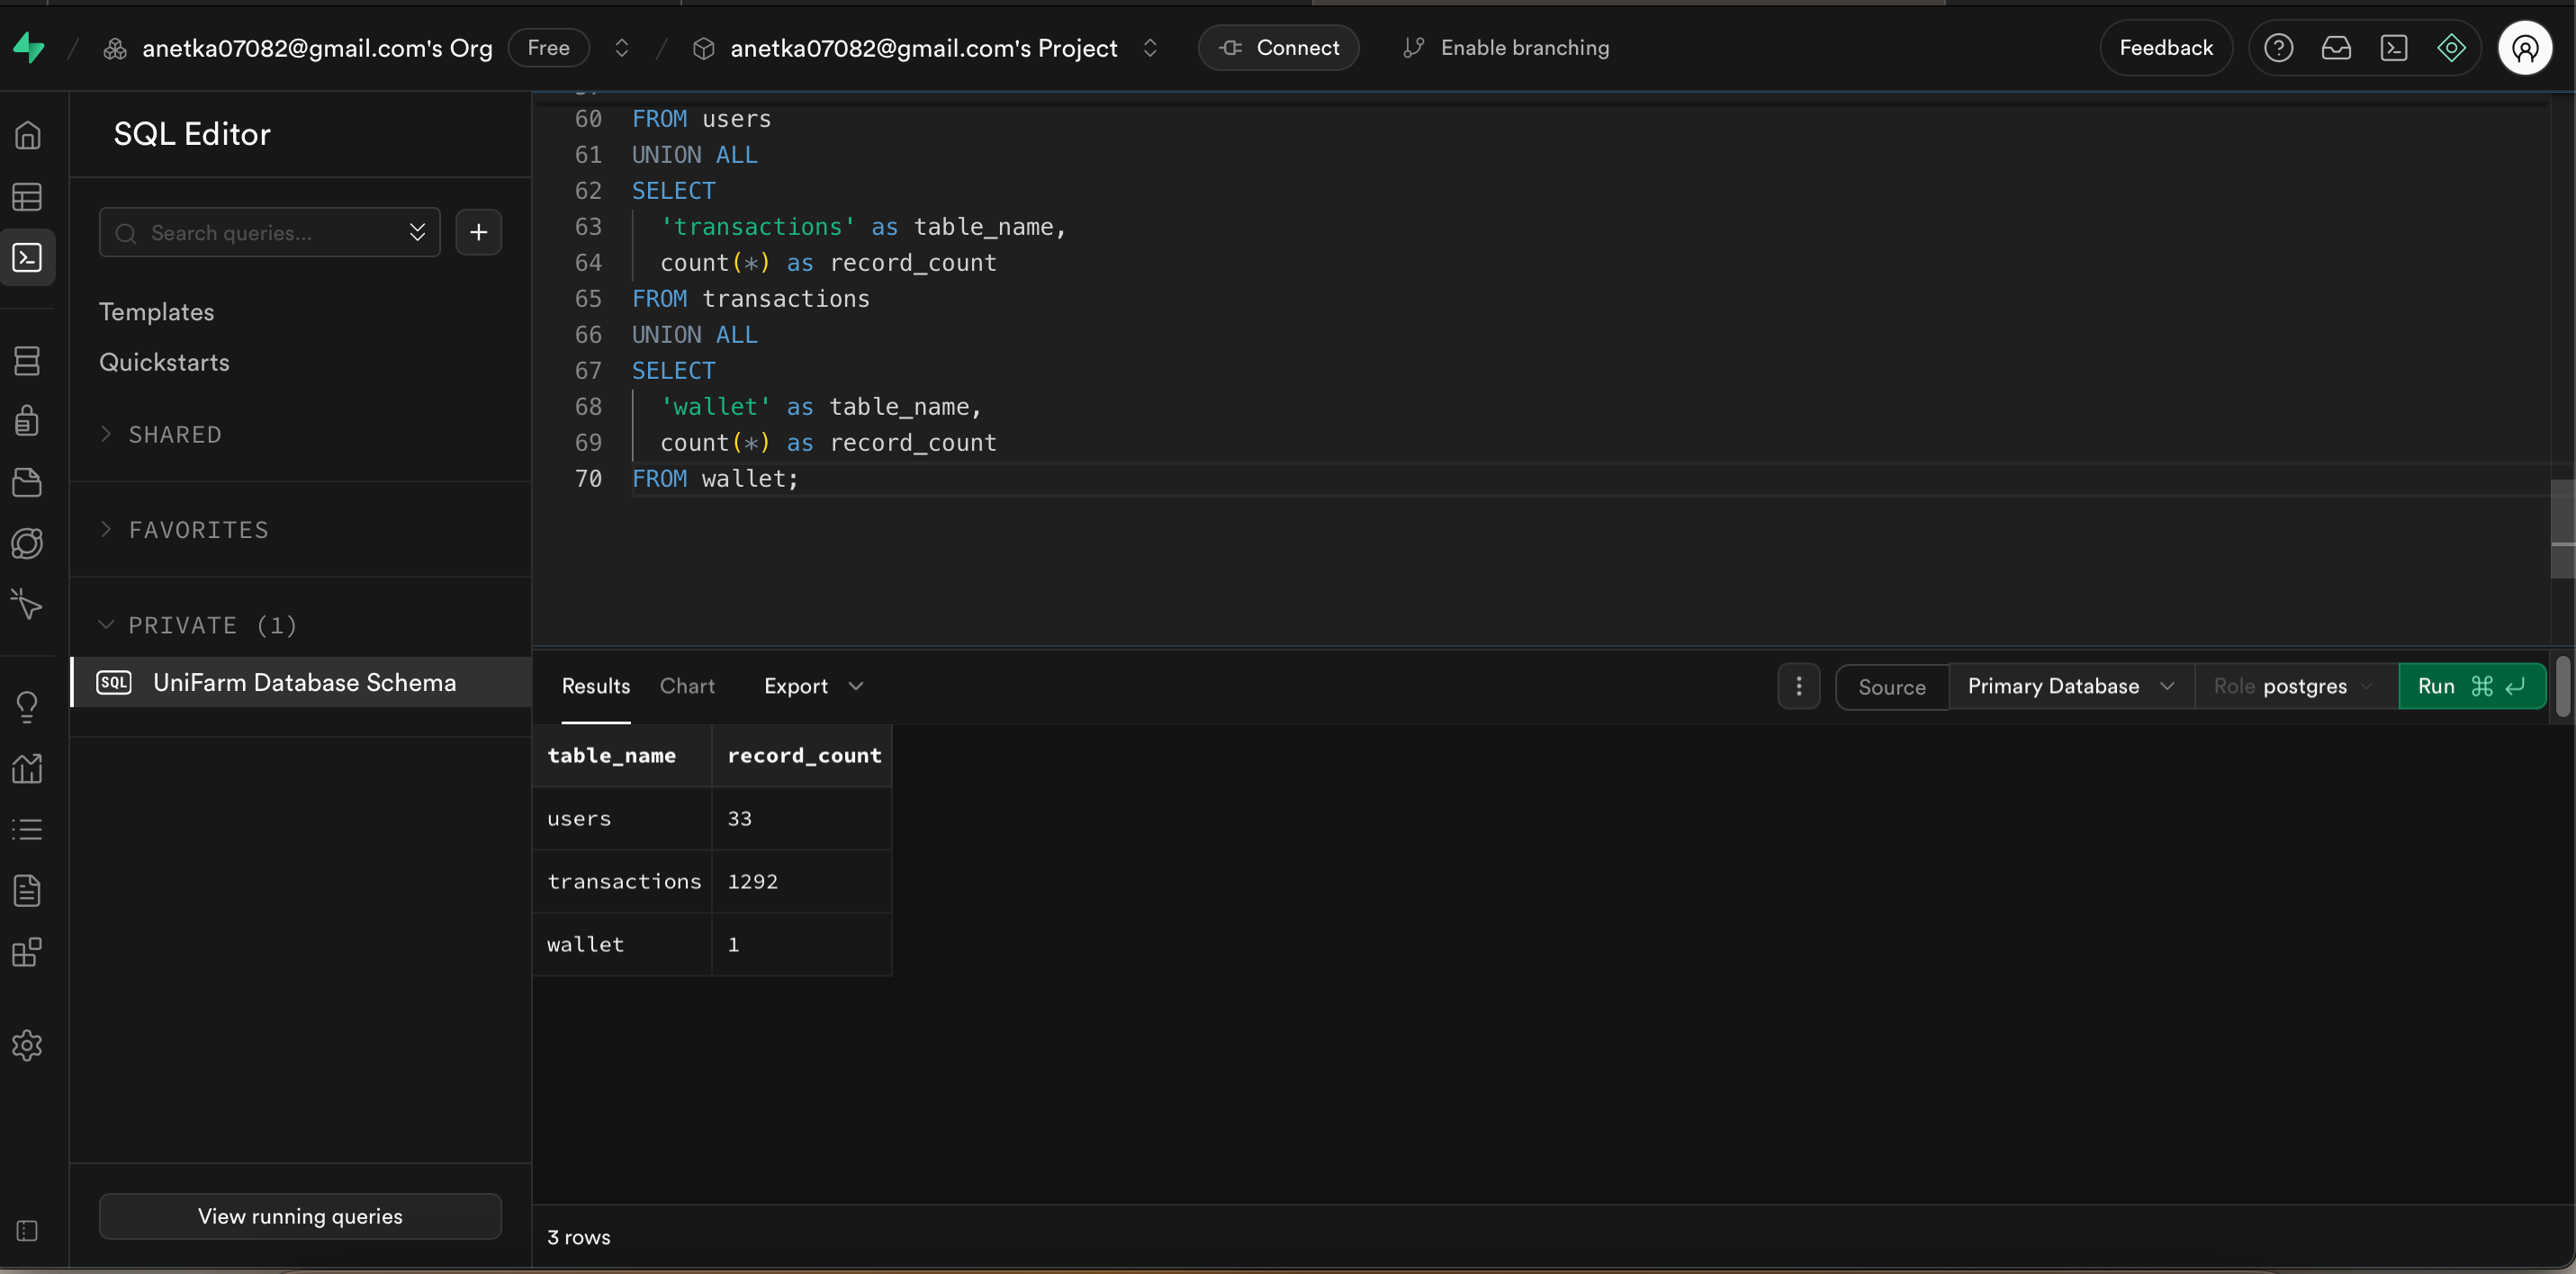 anetka07082@gmail.com's Org Free anetka07082@gmail.com's Project Connect Enable branching Feedback
SQL Editor
Search queries...
Templates
Quickstarts
SHARED
FAVORITES
PRIVATE (1)
SQL UniFarm Database Schema
View running queries
60 FROM users
61 UNION ALL
62 SELECT
63 'transactions' as table_name,
64 count(*) as record_count
65 FROM transactions
66 UNION ALL
67 SELECT
68 'wallet' as table_name,
69 count(*) as record_count
70 FROM wallet;
Results Chart Export Source Primary Database Role postgres Run ⌘
table_name record_count
users 33
transactions 1292
wallet 1
3 rows